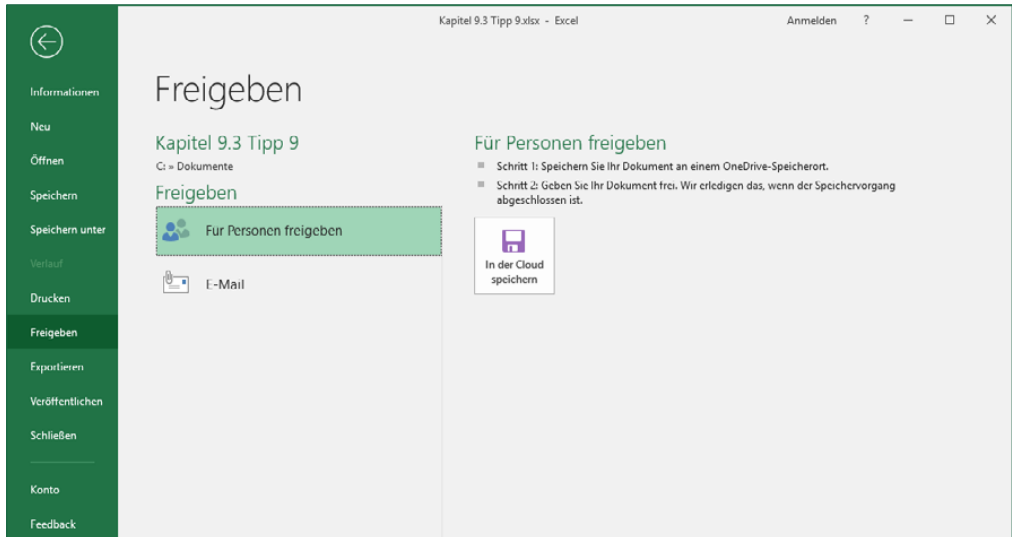 Kapitel 9.3 Tipp 9.xlsx - Excel
Anmelden ?
Informationen
Neu
Öffnen
Speichern
Speichern unter
Verlauf
Drucken
Freigeben
Exportieren
Veröffentlichen
Schließen
Konto
Feedback
Freigeben
Kapitel 9.3 Tipp 9
C: » Dokumente
Freigeben
Für Personen freigeben
E-Mail
Für Personen freigeben
Schritt 1: Speichern Sie Ihr Dokument an einem OneDrive-Speicherort.
Schritt 2: Geben Sie Ihr Dokument frei. Wir erledigen das, wenn der Speichervorgang
abgeschlossen ist.
In der Cloud
speichern